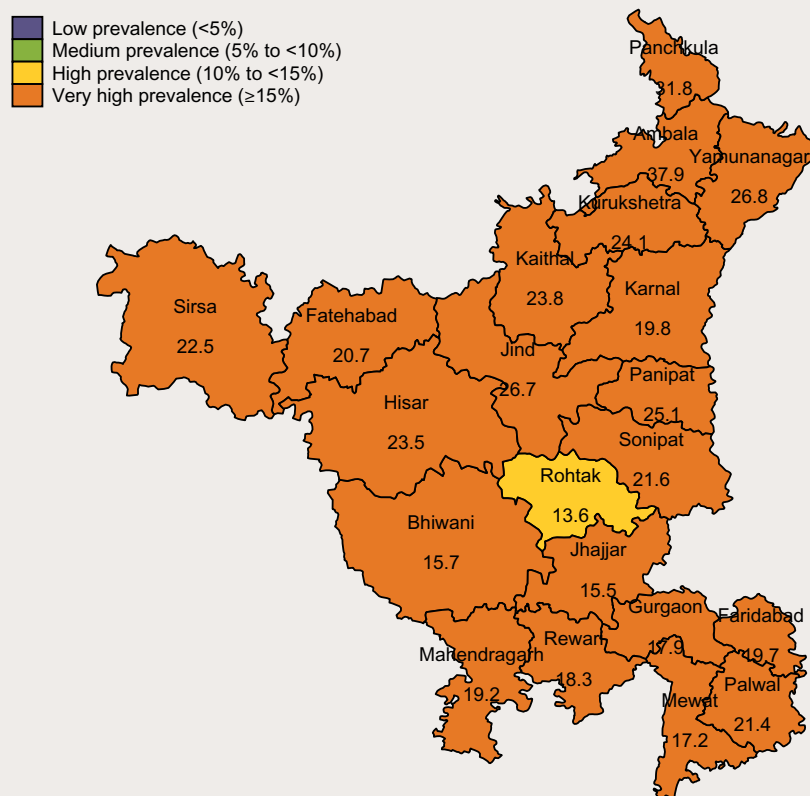 Low prevalence (<5%)
Medium prevalence (5% to <10%)
High prevalence (10% to <15%)
Very high prevalence (≥15%)
Panchkula
31.8
Ambala
37.9
Yamunanagar
26.8
Kurukshetra
24.1
Kaithal
23.8
Karnal
19.8
Sirsa
22.5
Fatehabad
20.7
Jind
26.7
Panipat
25.1
Hisar
23.5
Sonipat
21.6
Rohtak
13.6
Bhiwani
15.7
Jhajjar
15.5
Gurgaon
17.9
Faridabad
19.7
Rewari
18.3
Mahendragarh
19.2
Mewat
17.2
Palwal
21.4